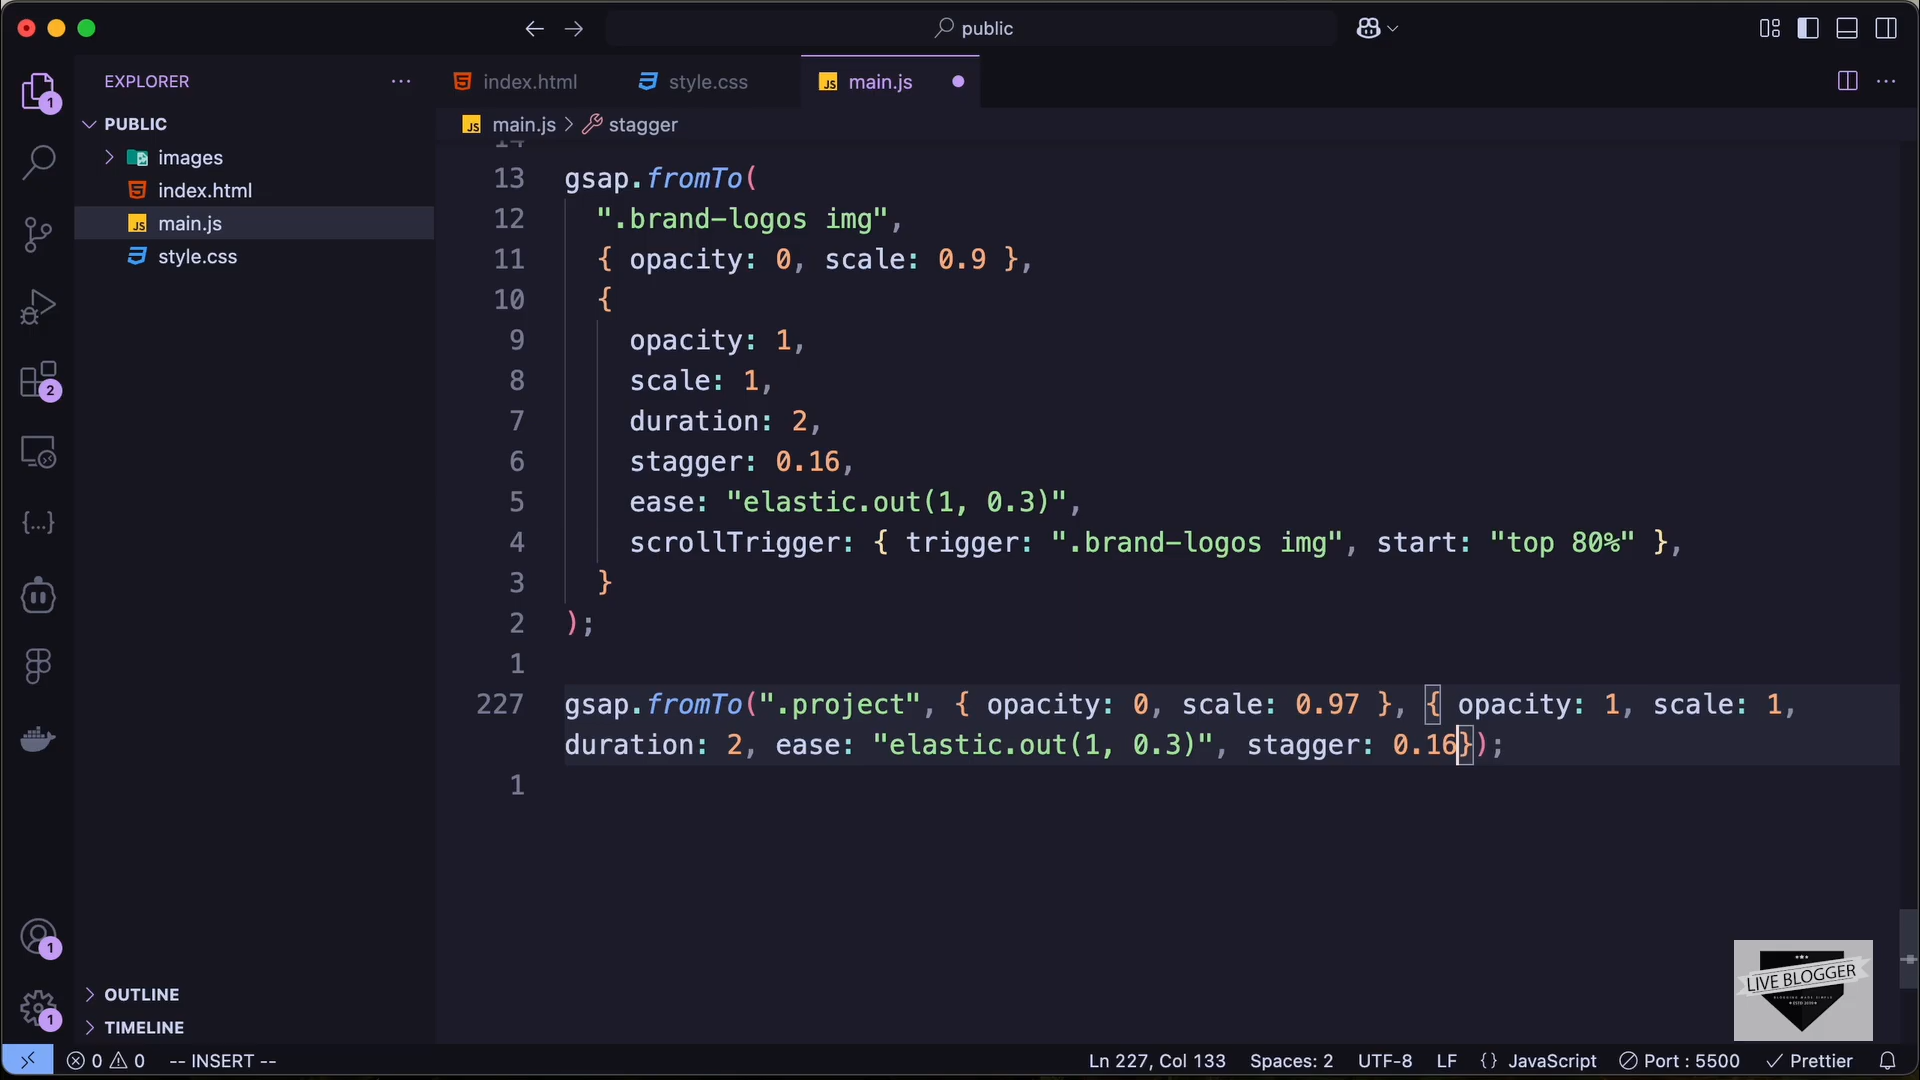 public
EXPLORER
index.html
style.css
main.js
1
PUBLIC
main.js
stagger
images
index.html
main.js
style.css
14
13 gsap.fromTo(
12 ".brand-logos img",
11 { opacity: 0, scale: 0.9 },
10 {
9 opacity: 1,
8 scale: 1,
7 duration: 2,
6 stagger: 0.16,
5 ease: "elastic.out(1, 0.3)",
4 scrollTrigger: { trigger: ".brand-logos img", start: "top 80%" },
3 }
2 );
1
227 gsap.fromTo(".project", { opacity: 0, scale: 0.97 }, { opacity: 1, scale: 1,
duration: 2, ease: "elastic.out(1, 0.3)", stagger: 0.16});
1
2
1
1
OUTLINE
TIMELINE
LIVE BLOGGER
0 0 -- INSERT -- Ln 227, Col 133 Spaces: 2 UTF-8 LF {} JavaScript Port : 5500 Prettier